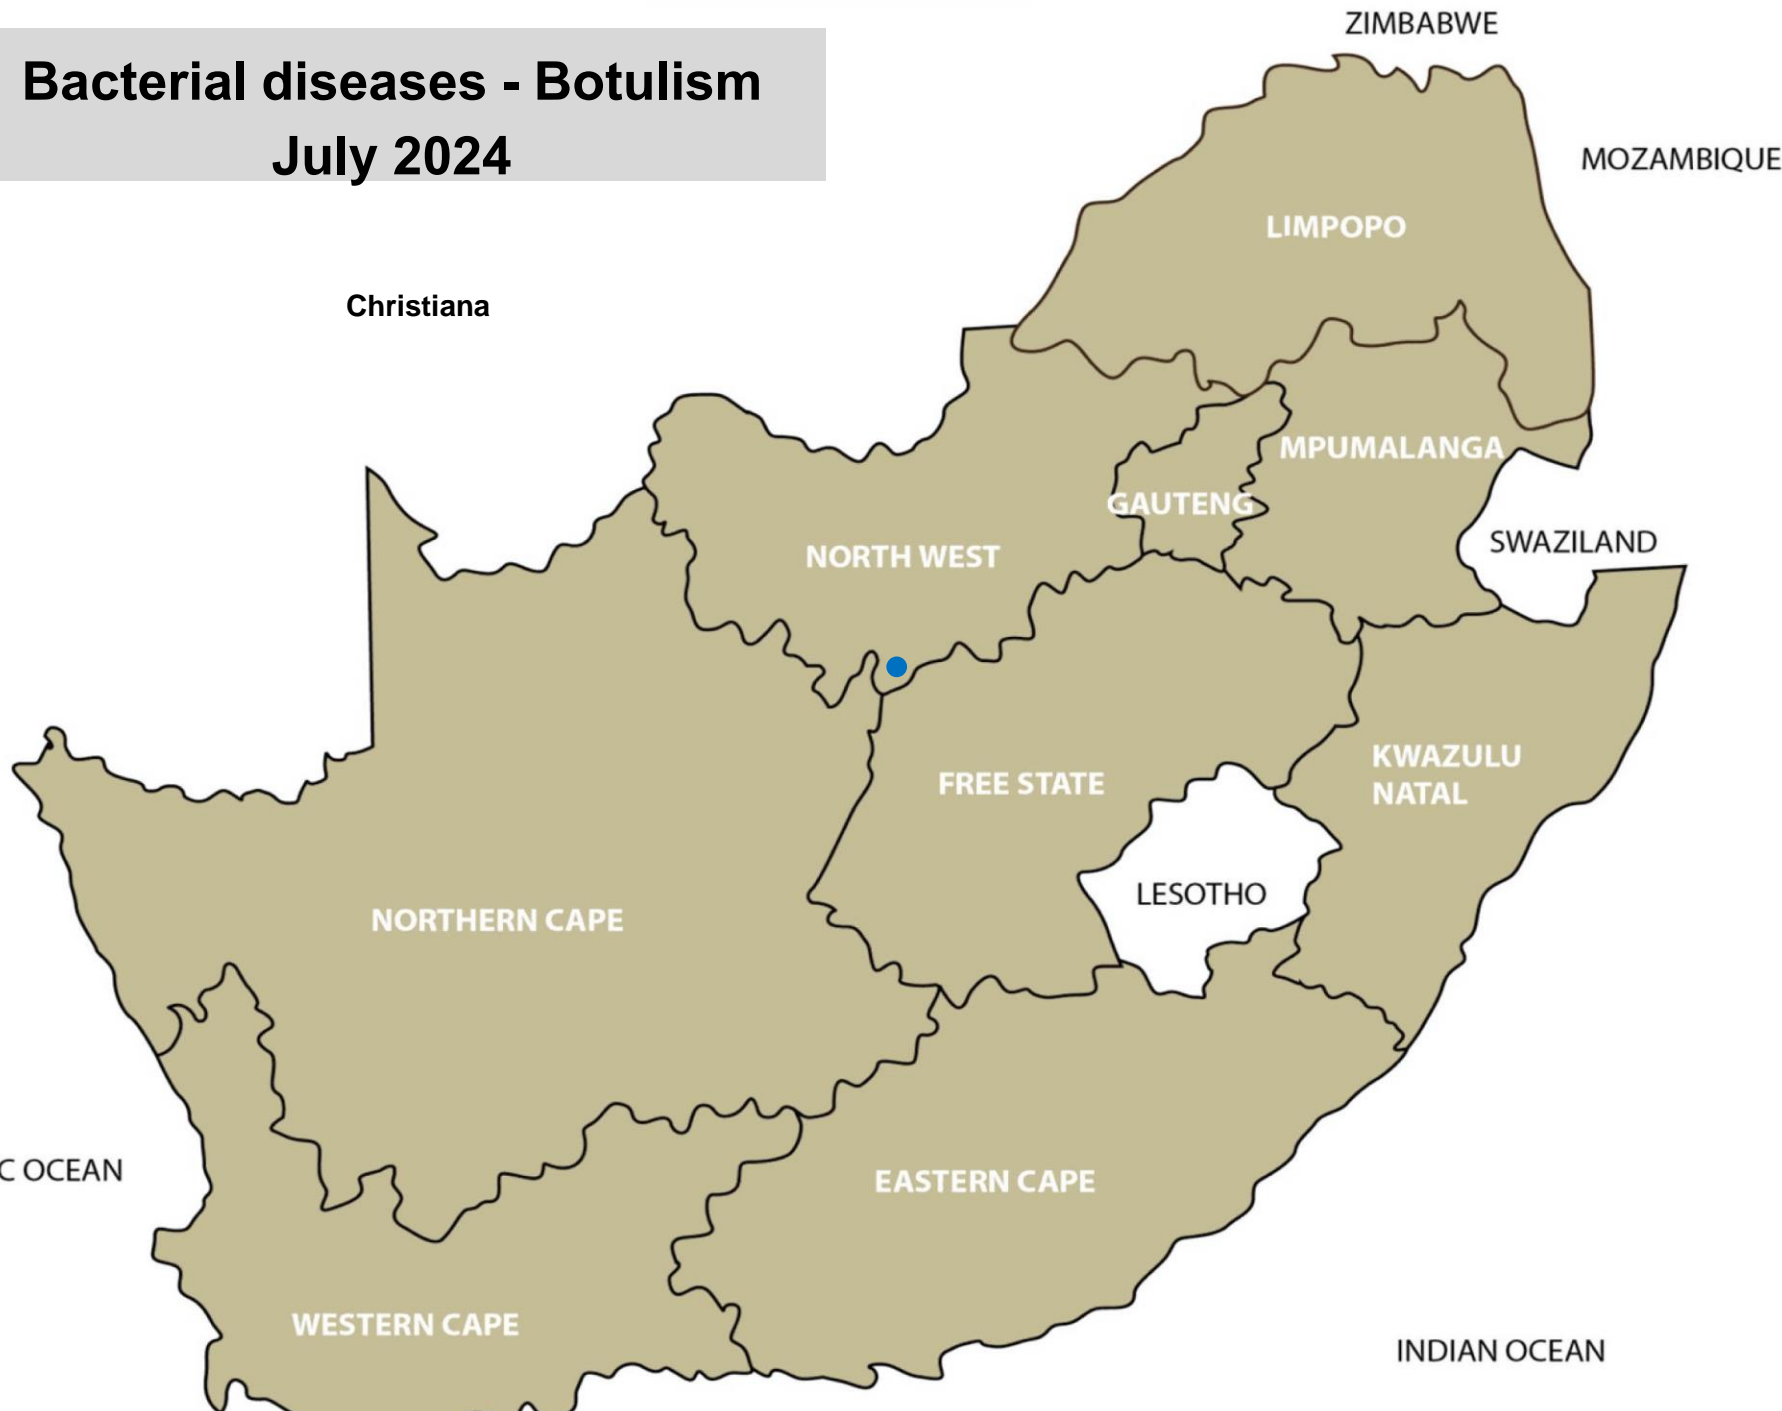 ZIMBABWE
Bacterial diseases - Botulism
July 2024
MOZAMBIQUE
LIMPOPO
Christiana
MPUMALANGA
GAUTENG
SWAZILAND
NORTH WEST
KWAZULU
NATAL
FREE STATE
LESOTHO
NORTHERN CAPE
C OCEAN
EASTERN CAPE
WESTERN CAPE
INDIAN OCEAN